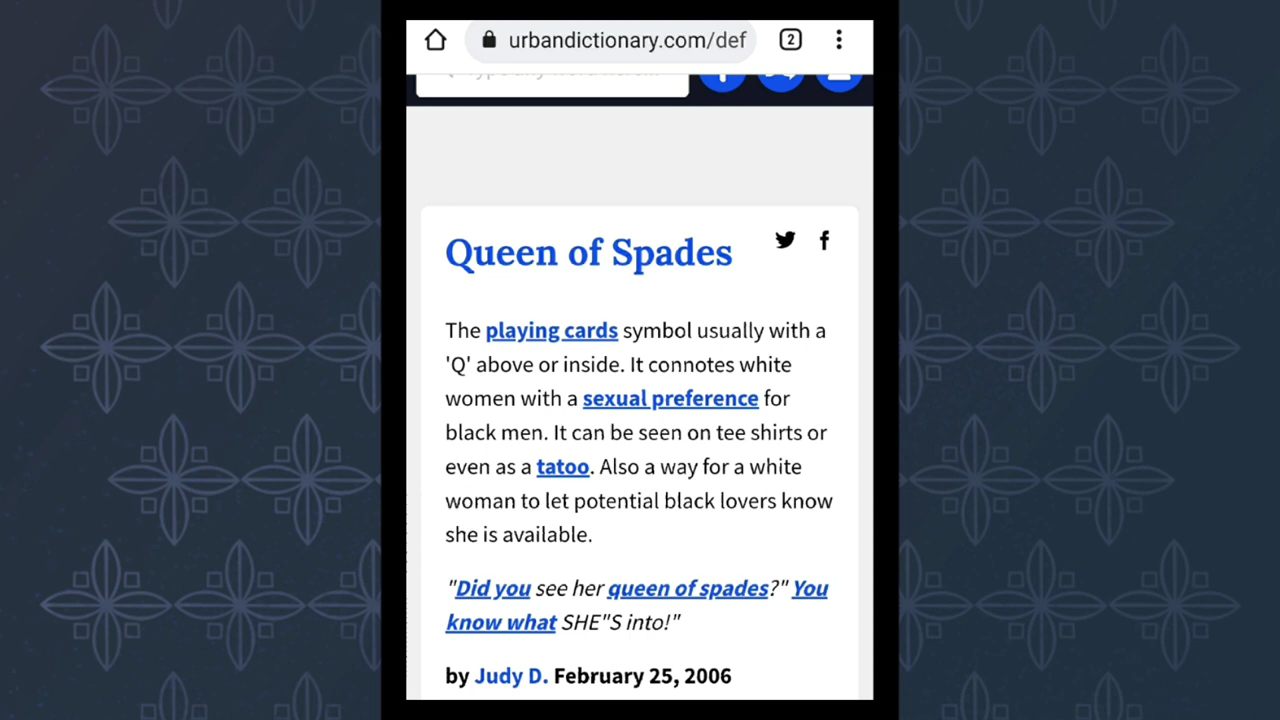 urbandictionary.com/def
2
Queen of Spades
The playing cards symbol usually with a
'Q' above or inside. It connotes white
women with a sexual preference for
black men. It can be seen on tee shirts or
even as a tatoo. Also a way for a white
woman to let potential black lovers know
she is available.
"Did you see her queen of spades?" You
know what SHE"S into!"
by Judy D. February 25, 2006